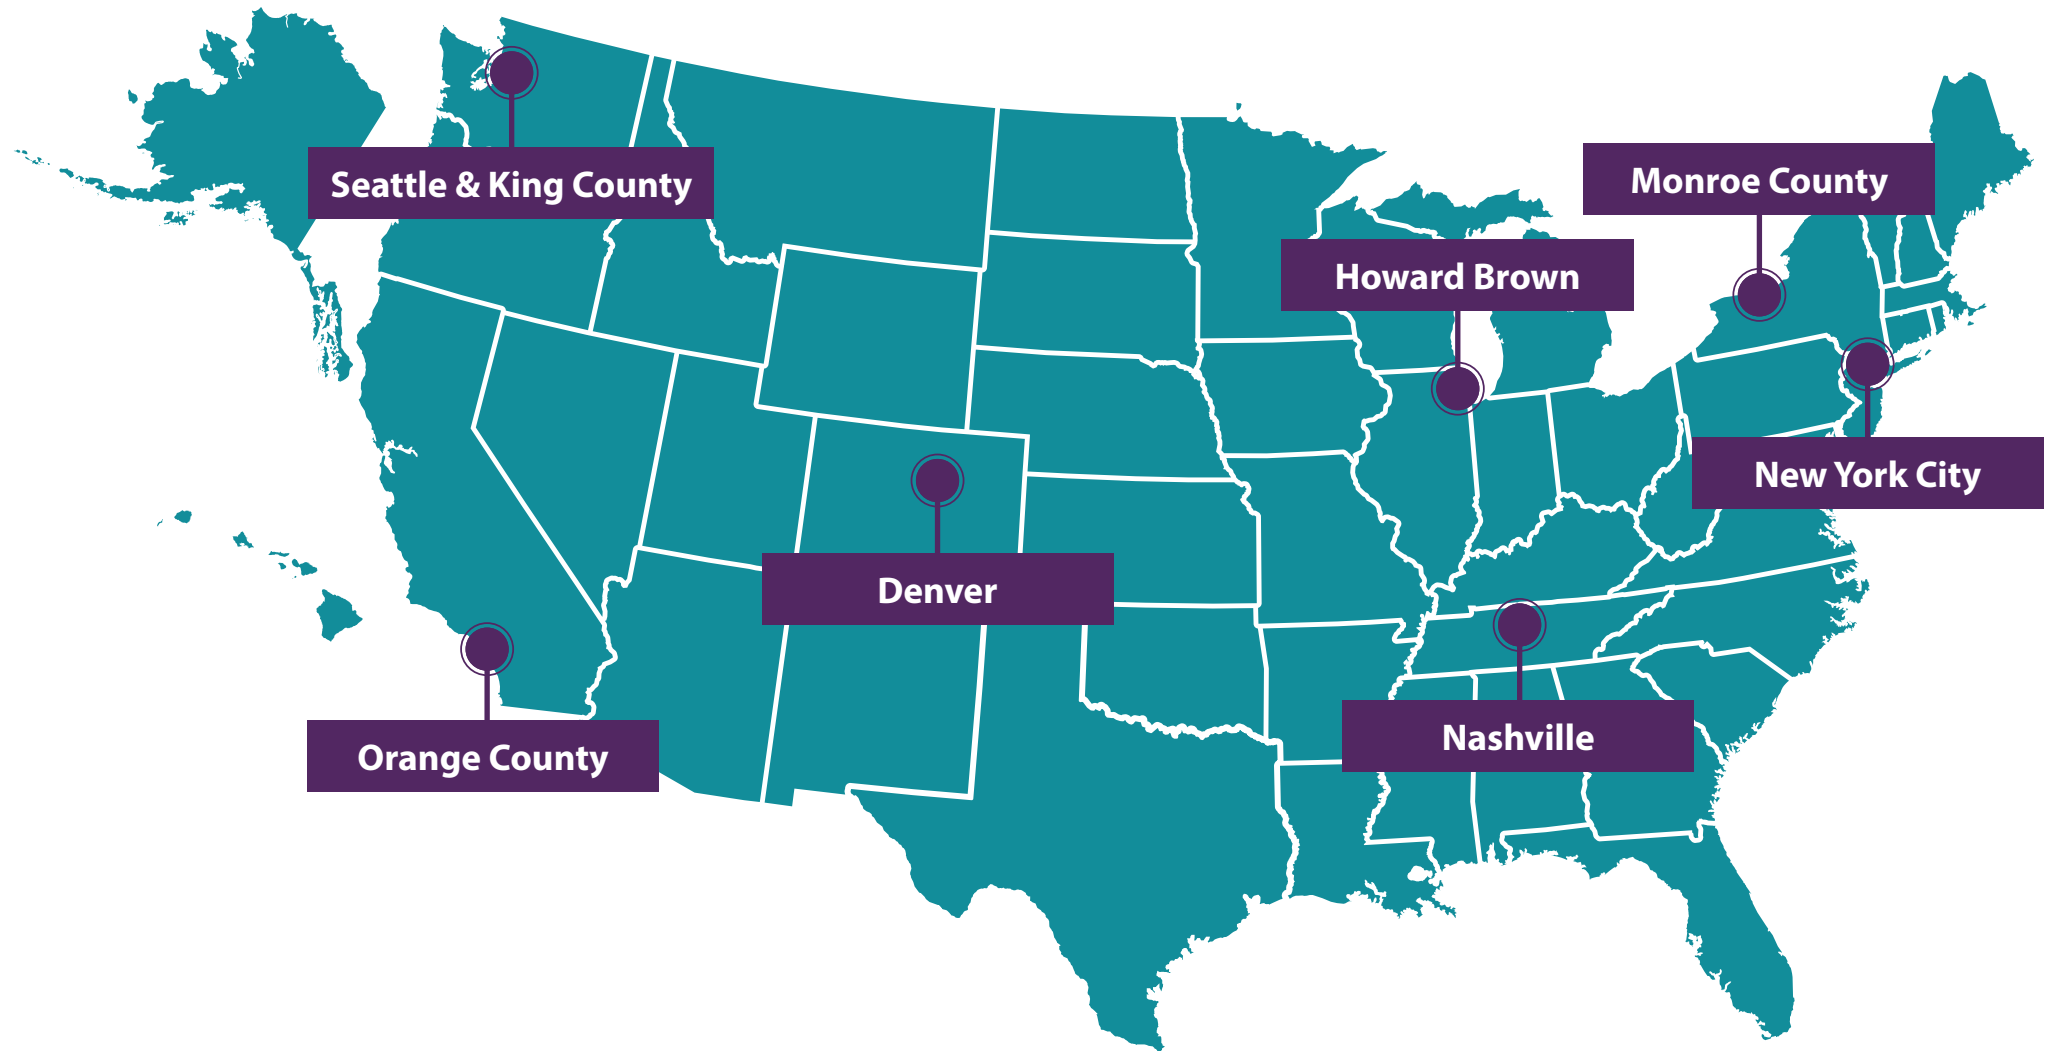 Seattle & King County
Monroe County
Howard Brown
New York City
Denver
Nashville
Orange County